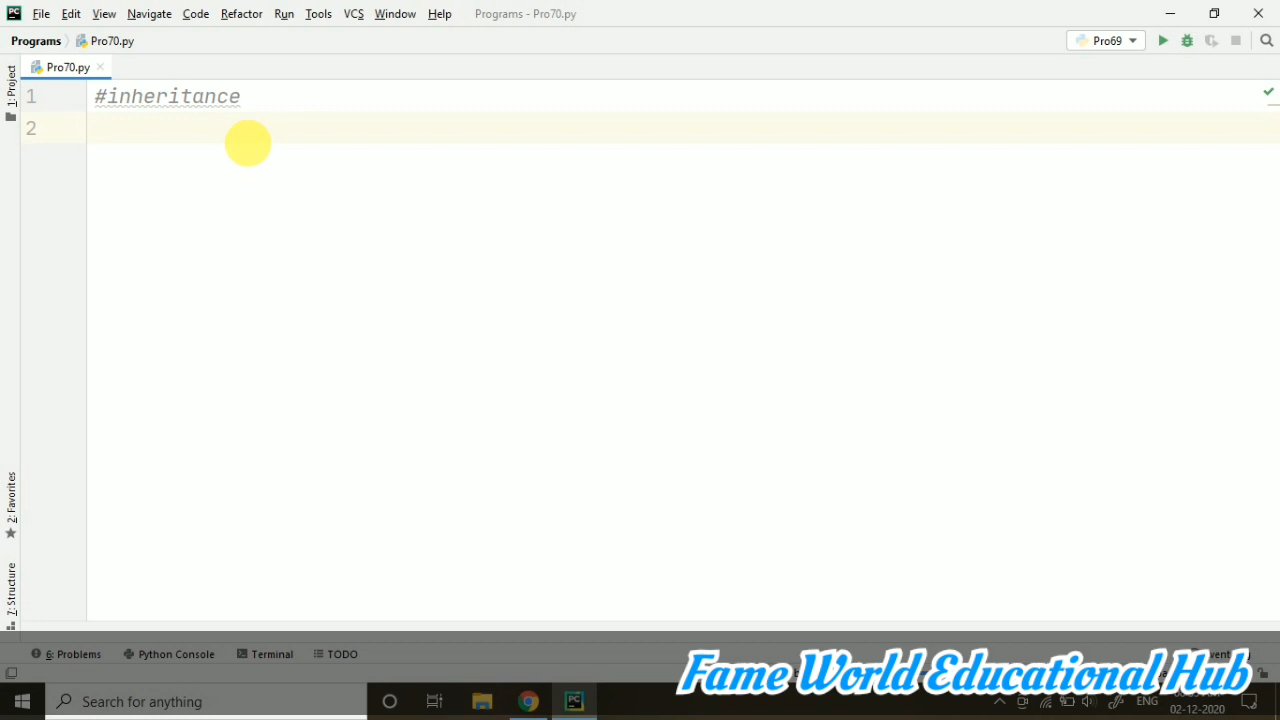 File Edit View Navigate Code Refactor Run Tools VCS Window Help Programs - Pro70.py
Programs Pro70.py Pro69
Pro70.py
1: Project
1 #inheritance
2
2: Favorites
7: Structure
6: Problems Python Console Terminal TODO
Fame World Educational Hub
Search for anything
ENG
02-12-2020